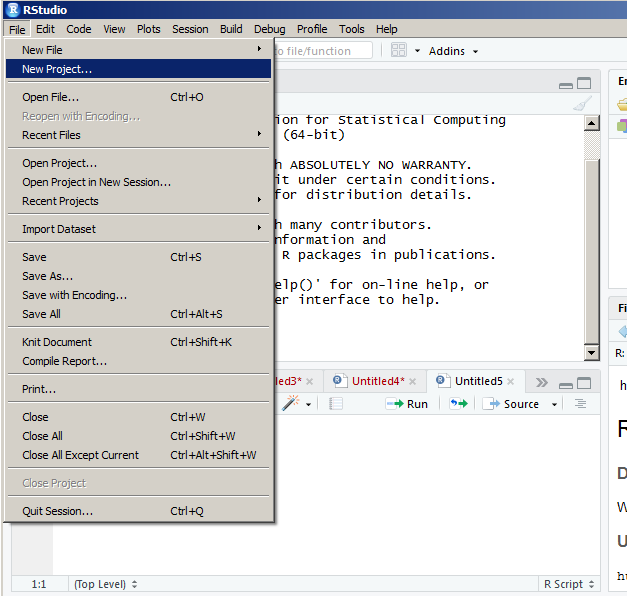 RStudio
File Edit Code View Plots Session Build Debug Profile Tools Help
New File
to file/function
Addins
New Project...
Open File... Ctrl+O
Reopen with Encoding...
Recent Files
Open Project...
Open Project in New Session...
Recent Projects
Import Dataset
Save Ctrl+S
Save As...
Save with Encoding...
Save All Ctrl+Alt+S
Knit Document Ctrl+Shift+K
Compile Report...
Print...
Close Ctrl+W
Close All Ctrl+Shift+W
Close All Except Current Ctrl+Alt+Shift+W
Close Project
Quit Session... Ctrl+Q
ion for Statistical Computing
(64-bit)
h ABSOLUTELY NO WARRANTY.
it under certain conditions.
for distribution details.
h many contributors.
nformation and
R packages in publications.
elp()' for on-line help, or
er interface to help.
led3* Untitled4* Untitled5
Run Source
1:1 (Top Level) R Script
En
Fi
R:
h
R
D
W
U